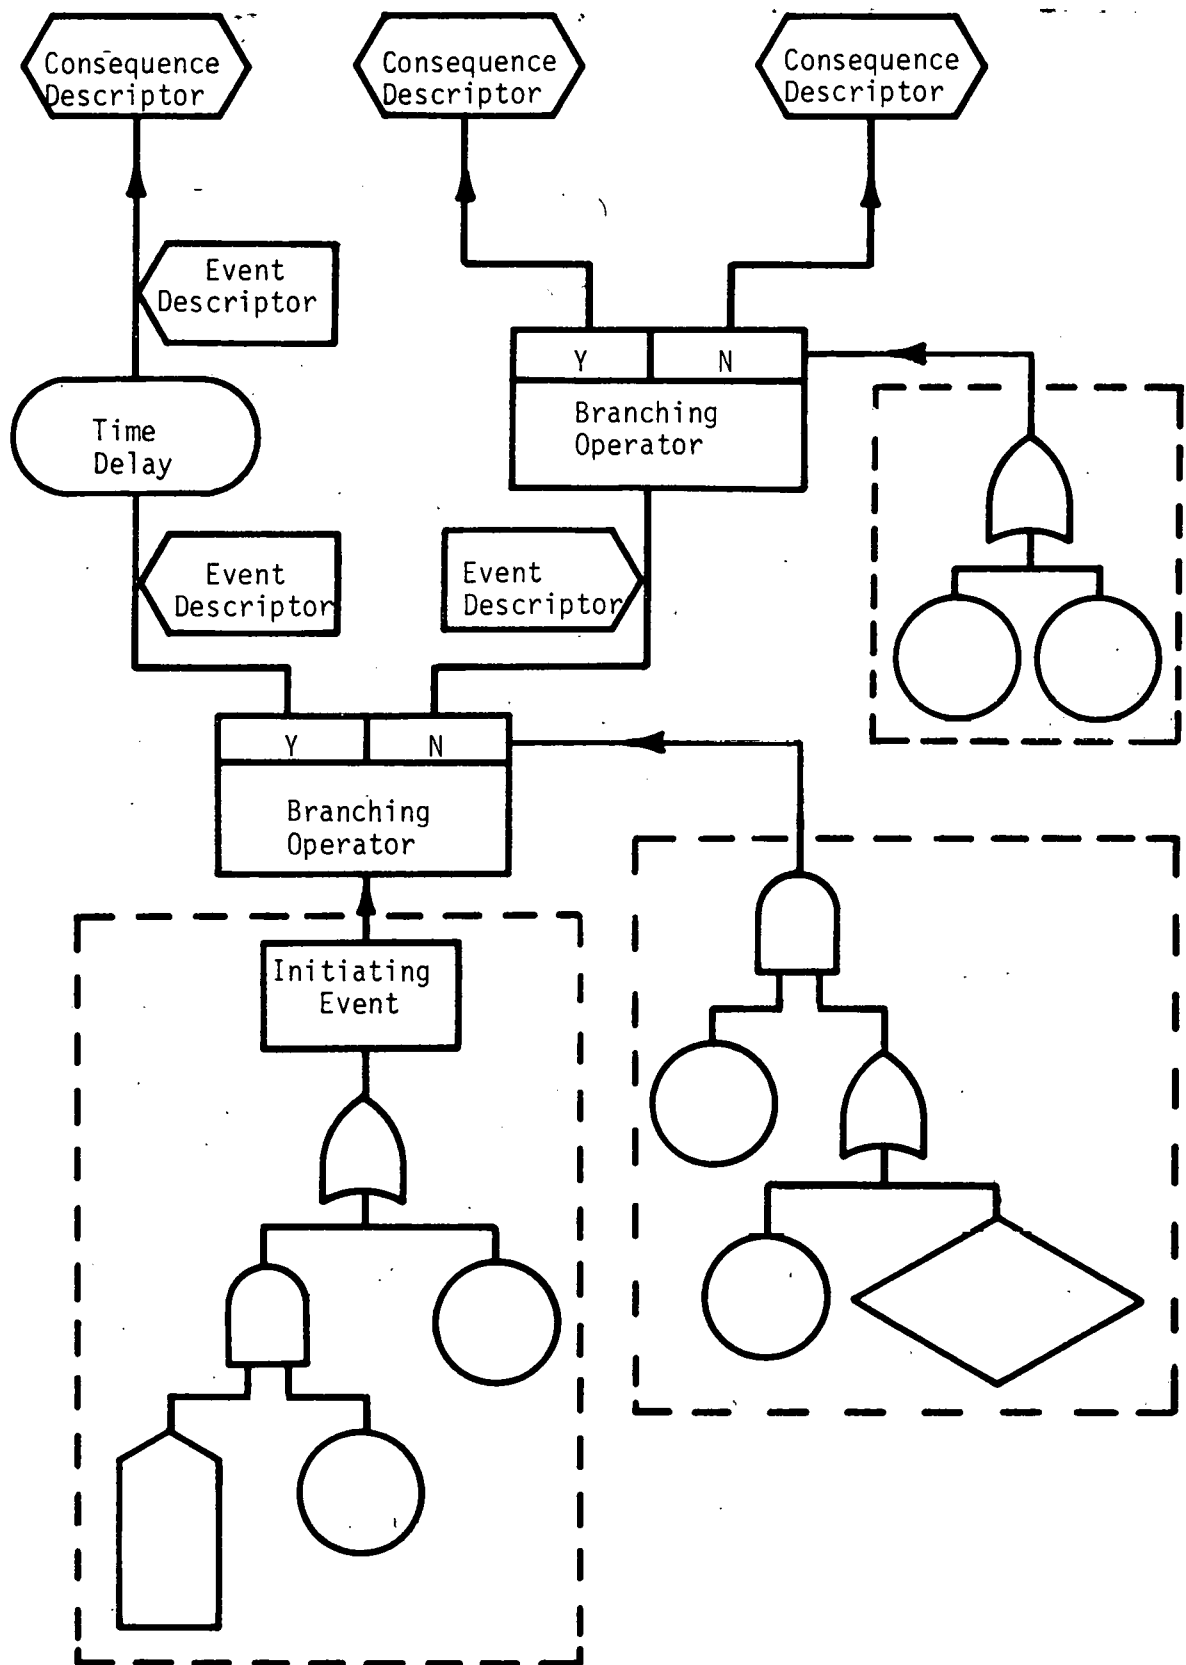 Consequence
Descriptor
Consequence
Descriptor
Consequence
Descriptor
Event
Descriptor
Y
N
Branching
Operator
Time
Delay
Event
Descriptor
Event
Descriptor
Y
N
Branching
Operator
Initiating
Event